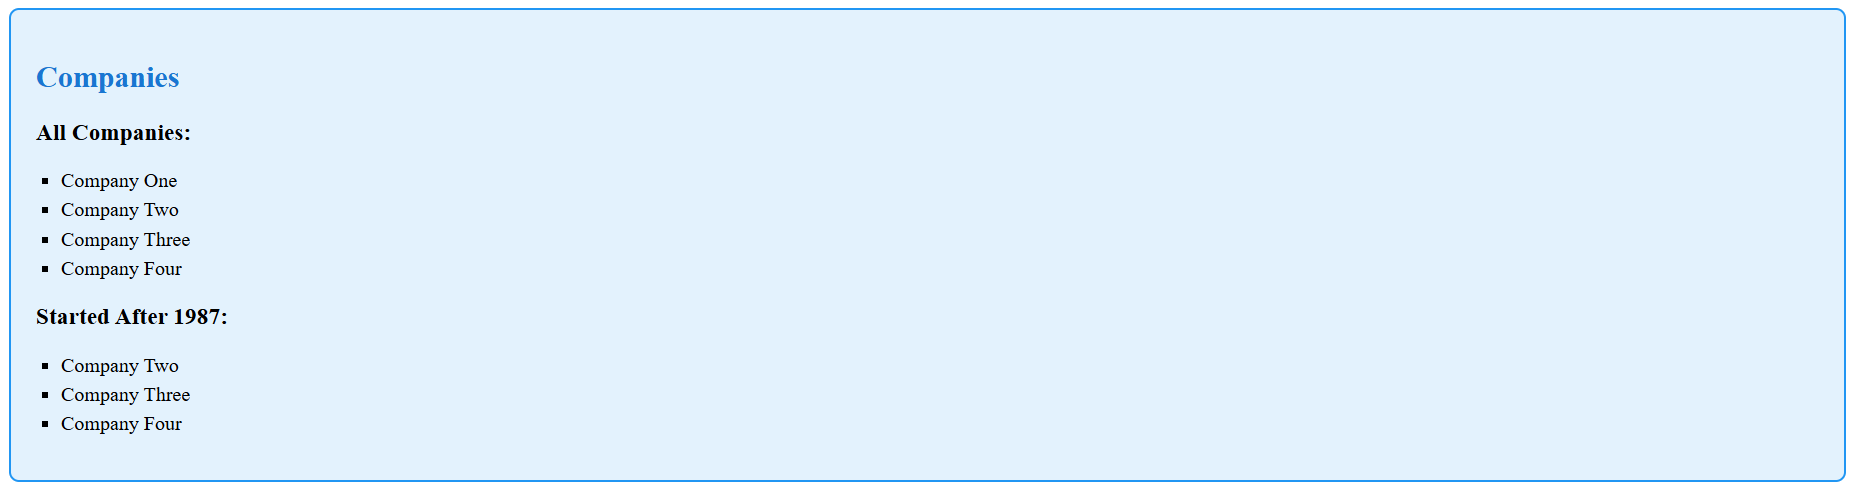 Companies
All Companies:
Company One
Company Two
Company Three
Company Four
Started After 1987:
Company Two
Company Three
Company Four